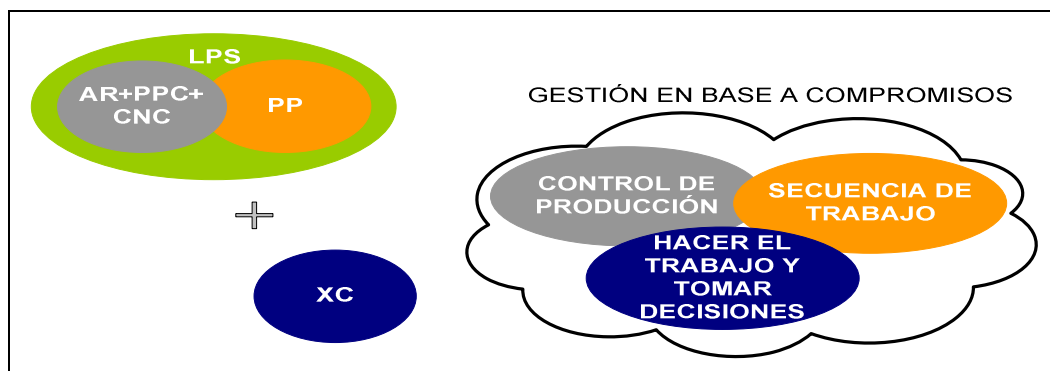 LPS
AR+PPC+
CNC
PP
XC
GESTIÓN EN BASE A COMPROMISOS
CONTROL DE
PRODUCCIÓN
SECUENCIA DE
TRABAJO
HACER EL
TRABAJO Y
TOMAR
DECISIONES